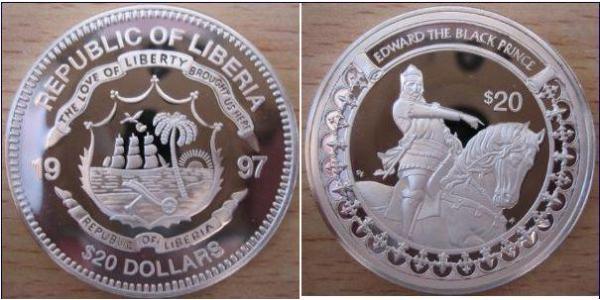 REPUBLIC OF LIBERIA
THE LOVE OF LIBERTY BROUGHT US HERE
19 97
REPUBLIC OF LIBERIA
$20 DOLLARS
EDWARD THE BLACK PRINCE
$20